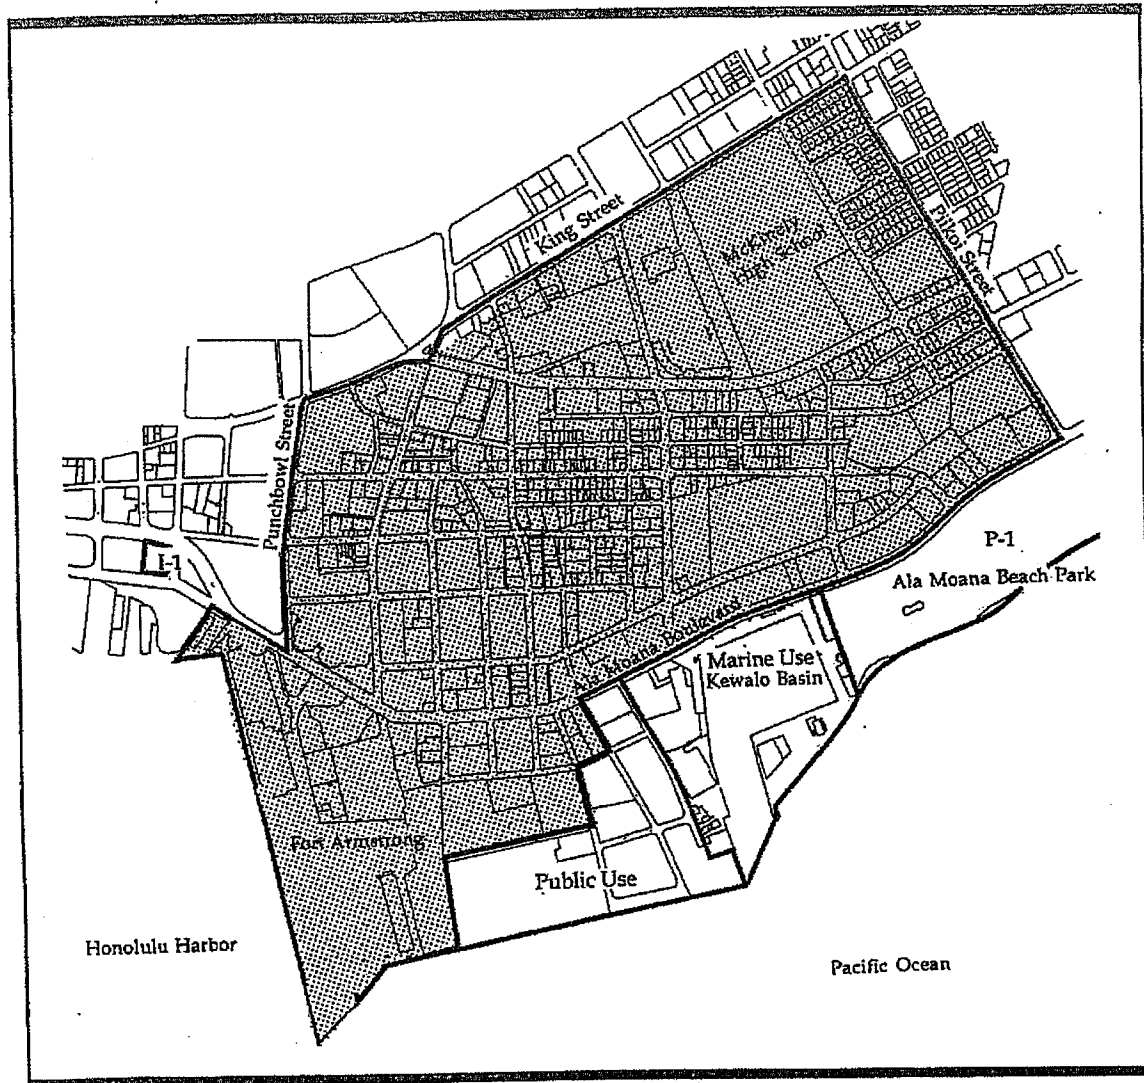 King Street
McKinely
High School
Piikoi Street
Punchbowl Street
I-1
P-1
Ala Moana Beach Park
Ala Moana Boulevard
Marine Use
Kewalo Basin
Fort Armstrong
Public Use
Honolulu Harbor
Pacific Ocean